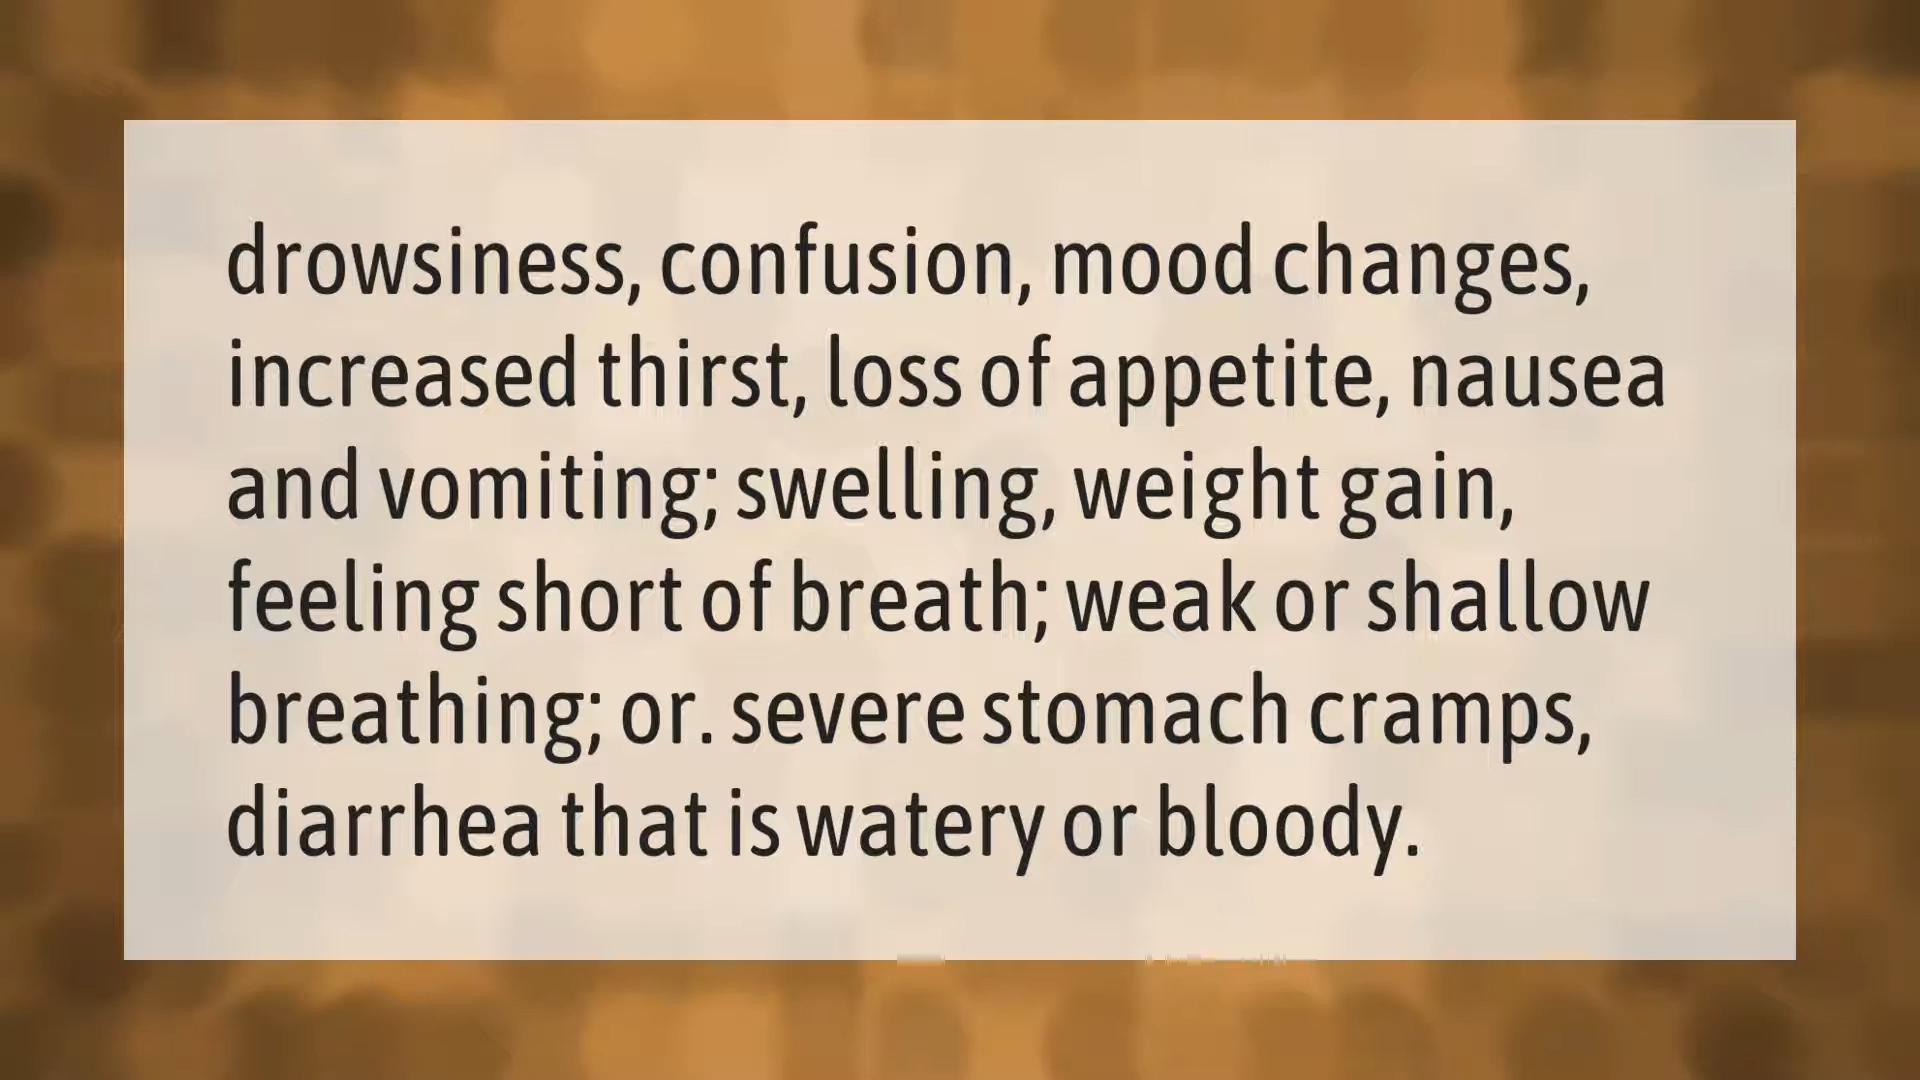 drowsiness, confusion, mood changes,
increased thirst, loss of appetite, nausea
and vomiting; swelling, weight gain,
feeling short of breath; weak or shallow
breathing; or. severe stomach cramps,
diarrhea that is watery or bloody.